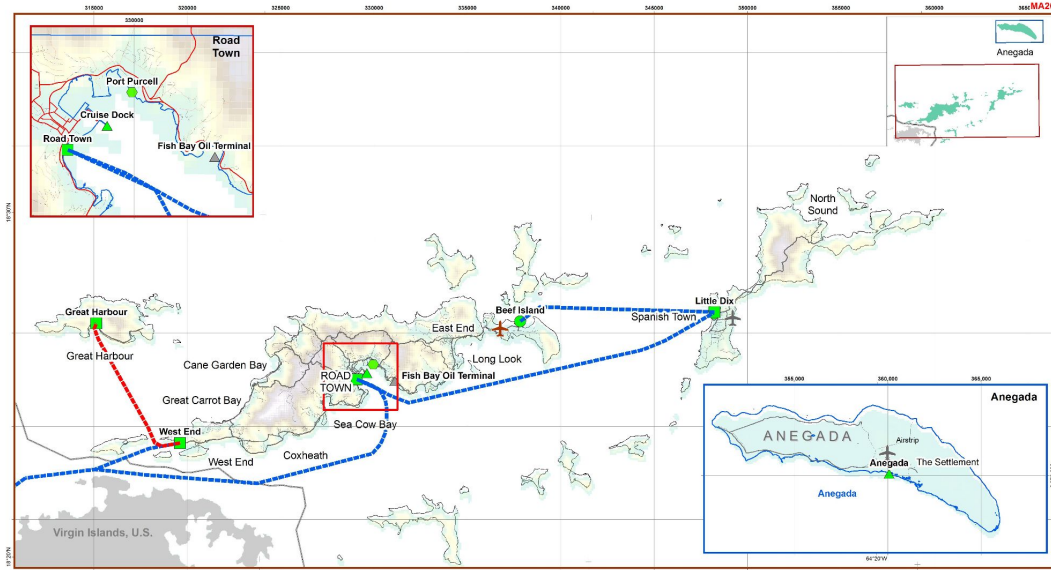 315000
320000
325000
330000
335000
340000
345000
350000
355000
360000
MA20
330000
Road
Town
Port Purcell
Cruise Dock
Road Town
Fish Bay Oil Terminal
Anegada
18°30'N
North
Sound
Great Harbour
Great Harbour
Beef Island
East End
Little Dix
Spanish Town
Long Look
Cane Garden Bay
ROAD
TOWN
Fish Bay Oil Terminal
Great Carrot Bay
Sea Cow Bay
West End
West End
Coxheath
Virgin Islands, U.S.
18°20'N
355,000
360,000
365,000
Anegada
ANEGADA
Airstrip
Anegada
The Settlement
Anegada
64°20'W